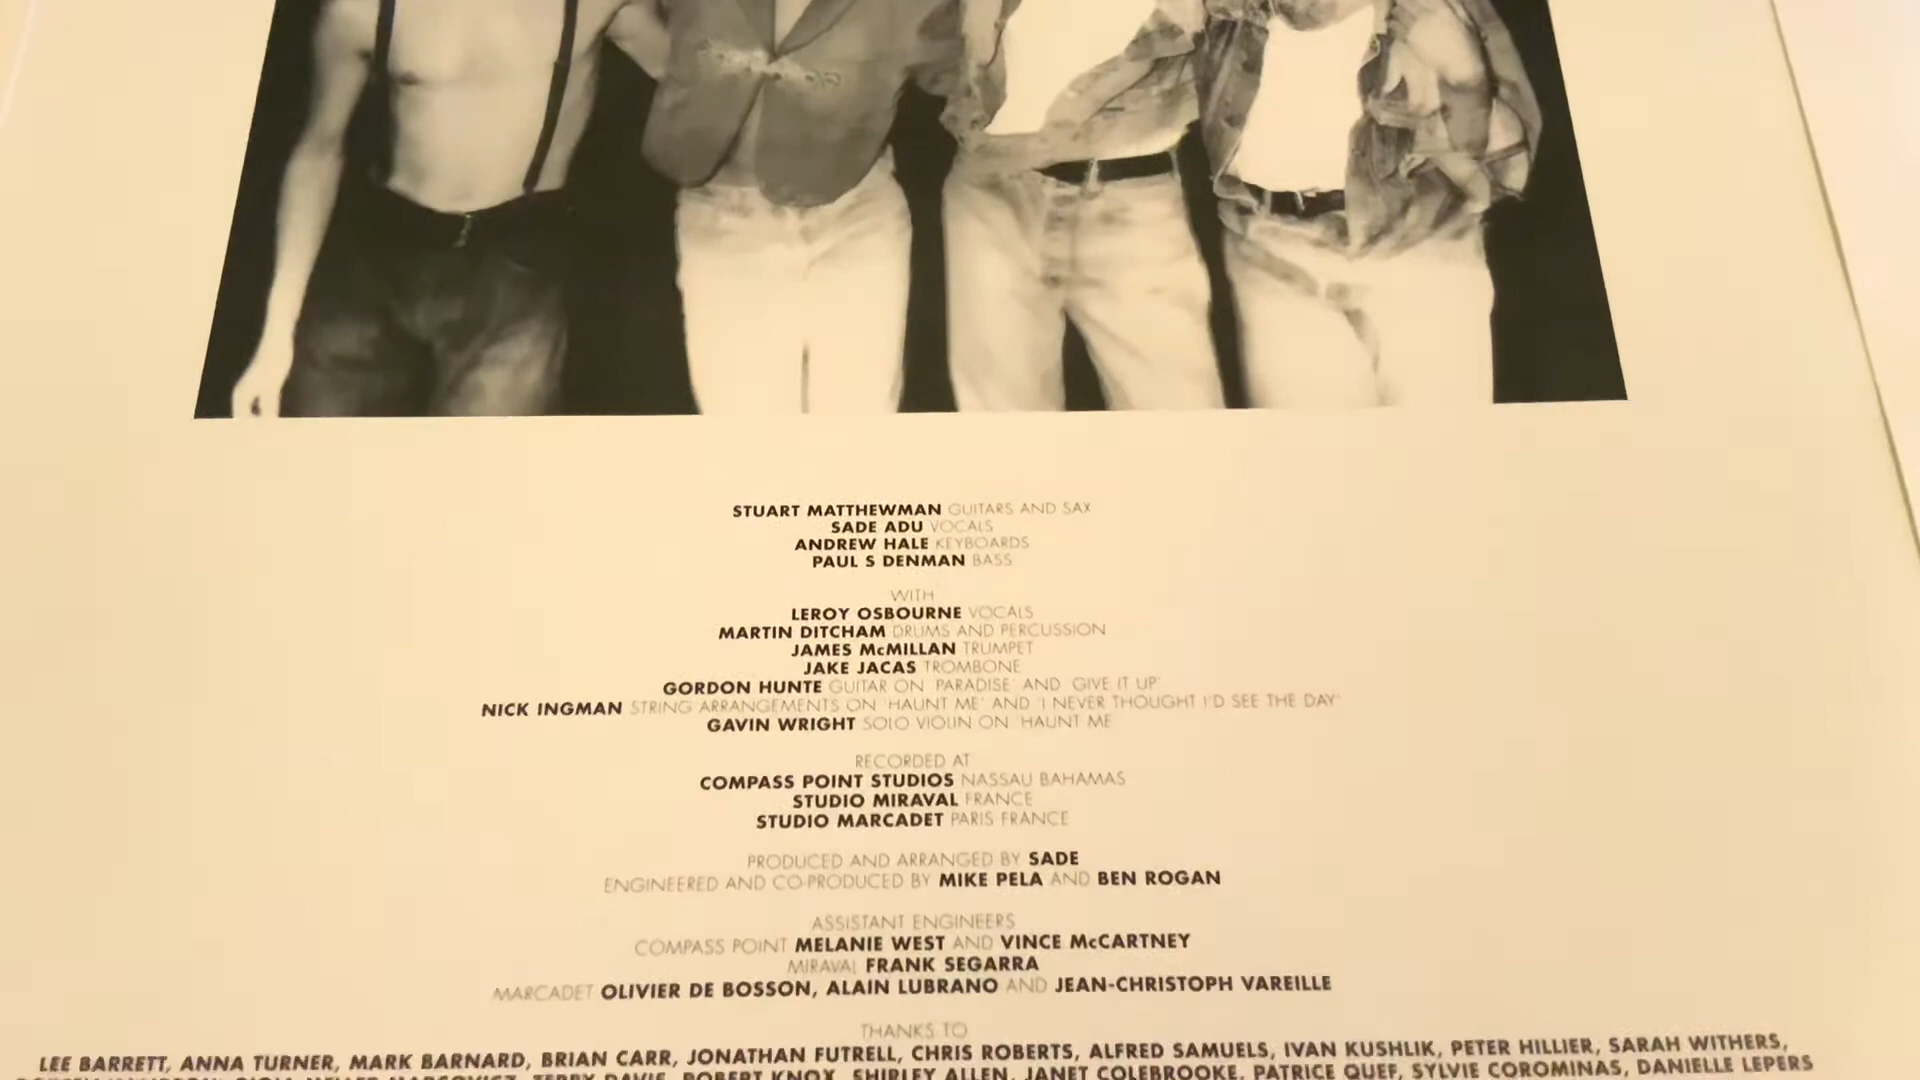 STUART MATTHEWMAN GUITARS AND SAX
SADE ADU VOCALS
ANDREW HALE KEYBOARDS
PAUL S DENMAN BASS
WITH
LEROY OSBOURNE VOCALS
MARTIN DITCHAM DRUMS AND PERCUSSION
JAMES McMILLAN TRUMPET
JAKE JACAS TROMBONE
GORDON HUNTE GUITAR ON 'PARADISE' AND 'GIVE IT UP'
NICK INGMAN STRING ARRANGEMENTS ON 'HAUNT ME' AND 'I NEVER THOUGHT I'D SEE THE DAY'
GAVIN WRIGHT SOLO VIOLIN ON 'HAUNT ME'
RECORDED AT
COMPASS POINT STUDIOS NASSAU BAHAMAS
STUDIO MIRAVAL FRANCE
STUDIO MARCADET PARIS FRANCE
PRODUCED AND ARRANGED BY SADE
ENGINEERED AND CO-PRODUCED BY MIKE PELA AND BEN ROGAN
ASSISTANT ENGINEERS
COMPASS POINT MELANIE WEST AND VINCE McCARTNEY
MIRAVAL FRANK SEGARRA
MARCADET OLIVIER DE BOSSON, ALAIN LUBRANO AND JEAN-CHRISTOPH VAREILLE
THANKS TO
LEE BARRETT, ANNA TURNER, MARK BARNARD, BRIAN CARR, JONATHAN FUTRELL, CHRIS ROBERTS, ALFRED SAMUELS, IVAN KUSHLIK, PETER HILLIER, SARAH WITHERS,
TERRY DAVIS, ROBERT KNOX, SHIRLEY ALLEN, JANET COLEBROOKE, PATRICE QUEF, SYLVIE COROMINAS, DANIELLE LEPERS